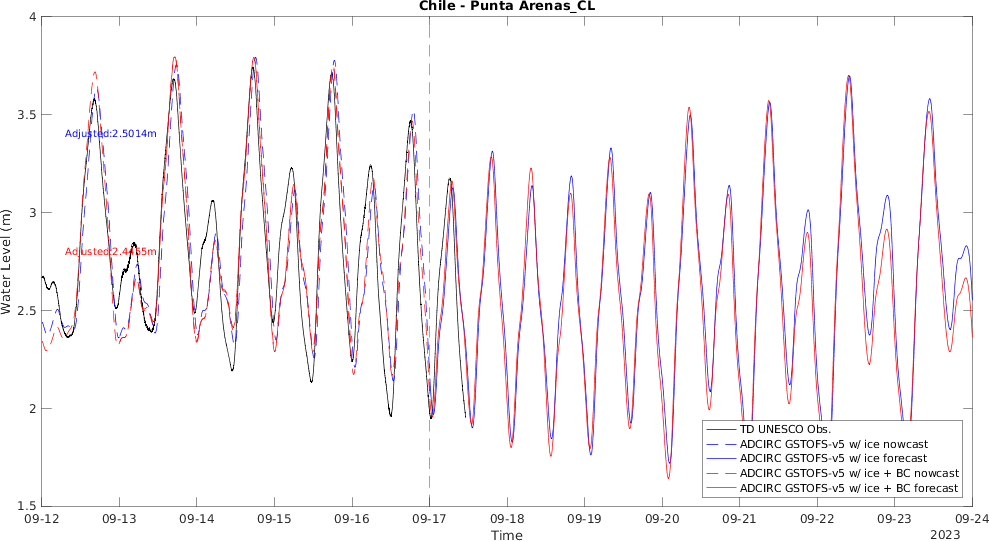 Chile - Punta Arenas_CL
Water Level (m)
4
3.5
3
2.5
2
1.5
Adjusted:2.5014m
Adjusted:2.4465m
TD UNESCO Obs.
ADCIRC GSTOFS-v5 w/ ice nowcast
ADCIRC GSTOFS-v5 w/ ice forecast
ADCIRC GSTOFS-v5 w/ ice + BC nowcast
ADCIRC GSTOFS-v5 w/ ice + BC forecast
09-12 09-13 09-14 09-15 09-16 09-17 09-18 09-19 09-20 09-21 09-22 09-23 09-24
Time
2023